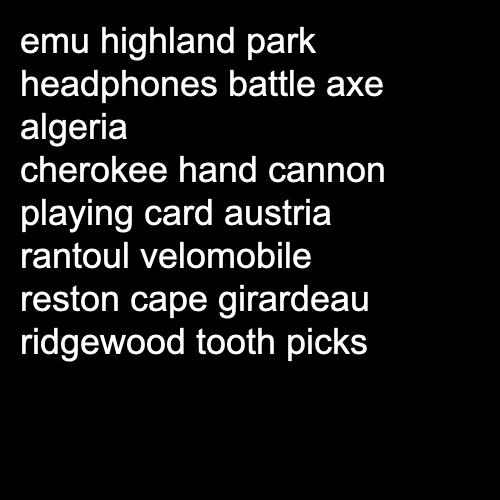 emu highland park
headphones battle axe
algeria
cherokee hand cannon
playing card austria
rantoul velomobile
reston cape girardeau
ridgewood tooth picks